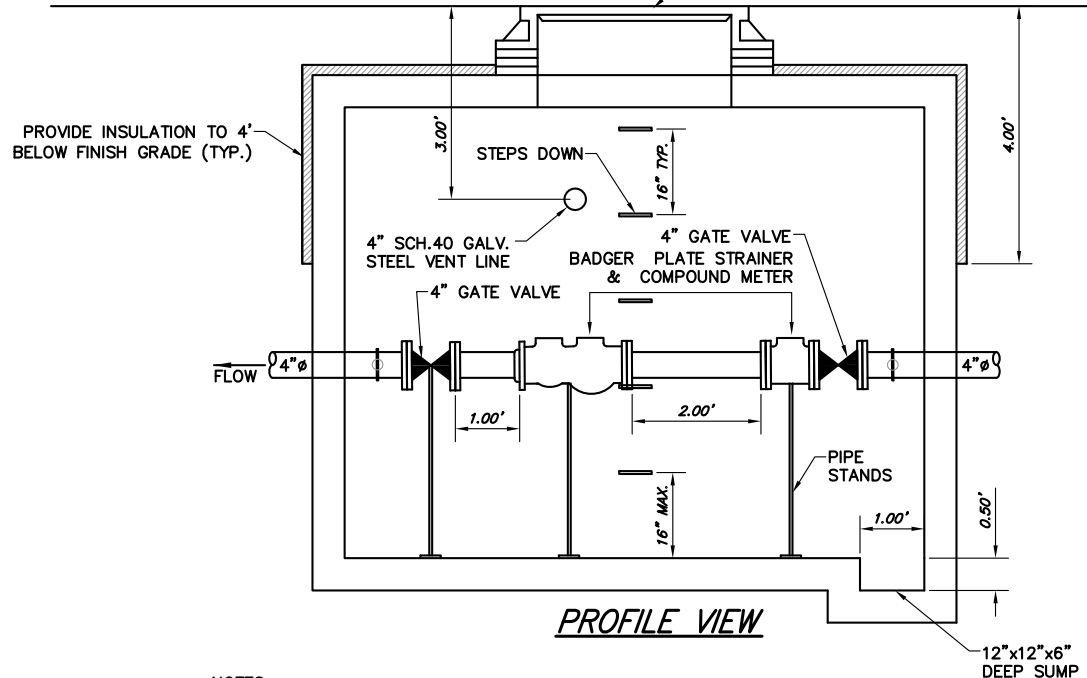 3.00'
4.00'
PROVIDE INSULATION TO 4'
BELOW FINISH GRADE (TYP.)
STEPS DOWN
16" TYP.
4" SCH.40 GALV.
STEEL VENT LINE
4" GATE VALVE
BADGER PLATE STRAINER
& COMPOUND METER
4" GATE VALVE
FLOW
4"ø
4"ø
1.00'
2.00'
PIPE
STANDS
16" MAX.
1.00'
0.50'
PROFILE VIEW
12"x12"x6"
DEEP SUMP
NOTES